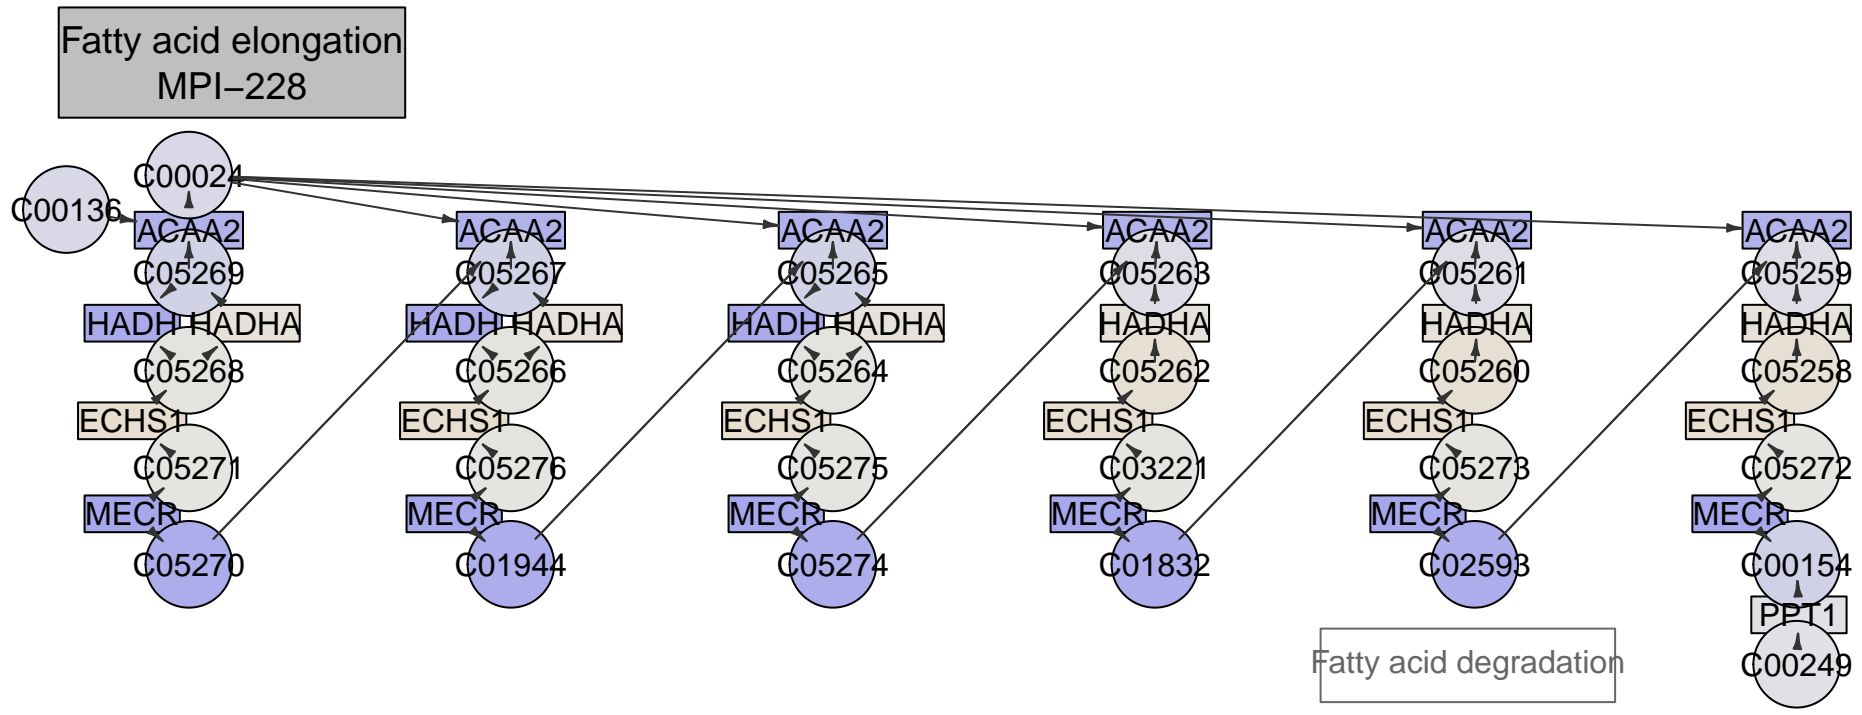 Fatty acid elongation
MPI−228
C00024
C00136
ACAA2 ACAA2 ACAA2 ACAA2 ACAA2 ACAA2
C05269 C05267 C05265 C05263 C05261 C05259
HADH HADHA HADH HADHA HADH HADHA HADHA HADHA HADHA
C05268 C05266 C05264 C05262 C05260 C05258
ECHS1 ECHS1 ECHS1 ECHS1 ECHS1 ECHS1
C05271 C05276 C05275 C03221 C05273 C05272
MECR MECR MECR MECR MECR MECR
C05270 C01944 C05274 C01832 C02593 C00154
PPT1
Fatty acid degradation C00249